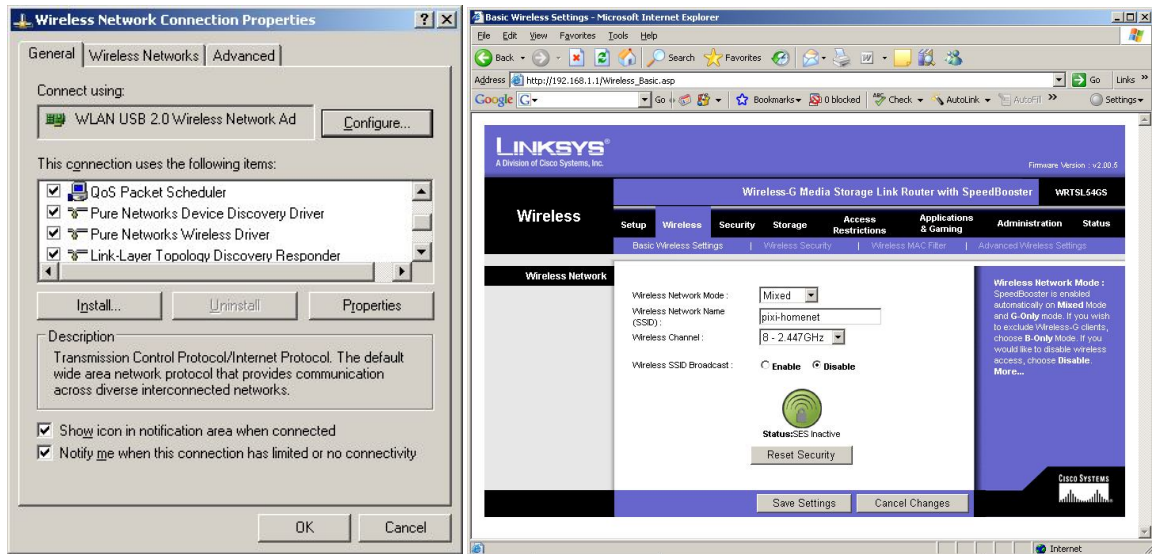 Wireless Network Connection Properties
General
Wireless Networks
Advanced
Connect using:
WLAN USB 2.0 Wireless Network Ad
Configure...
This connection uses the following items:
QoS Packet Scheduler
Pure Networks Device Discovery Driver
Pure Networks Wireless Driver
Link-Layer Topology Discovery Responder
Install...
Uninstall
Properties
Description
Transmission Control Protocol/Internet Protocol. The default
wide area network protocol that provides communication
across diverse interconnected networks.
Show icon in notification area when connected
Notify me when this connection has limited or no connectivity
OK
Cancel
Basic Wireless Settings - Microsoft Internet Explorer
File Edit View Favorites Tools Help
Back Search Favorites
Address http://192.168.1.1/Wireless_Basic.asp Go Links »
Google G Go Bookmarks 0 blocked ABC Check AutoLink AutoFill » Settings
LINKSYS®
A Division of Cisco Systems, Inc.
Firmware Version : v2.00.5
Wireless-G Media Storage Link Router with SpeedBooster WRTSL54GS
Wireless
Setup Wireless Security Storage Access Restrictions Applications & Gaming Administration Status
Basic Wireless Settings | Wireless Security | Wireless MAC Filter | Advanced Wireless Settings
Wireless Network
Wireless Network Mode : Mixed
Wireless Network Name
(SSID) : pixi-homenet
Wireless Channel : 8 - 2.447GHz
Wireless SSID Broadcast : Enable Disable
Status:SES Inactive
Reset Security
Wireless Network Mode :
SpeedBooster is enabled
automatically on Mixed Mode
and G-Only mode. If you wish
to exclude Wireless-G clients,
choose B-Only Mode. If you
would like to disable wireless
access, choose Disable.
More...
CISCO SYSTEMS
Save Settings
Cancel Changes
Internet